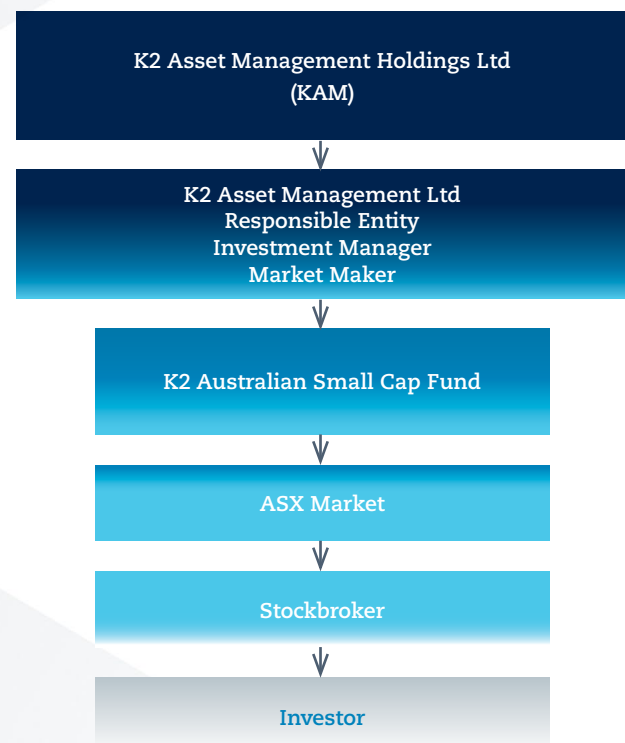 K2 Asset Management Holdings Ltd
(KAM)
K2 Asset Management Ltd
Responsible Entity
Investment Manager
Market Maker
K2 Australian Small Cap Fund
ASX Market
Stockbroker
Investor